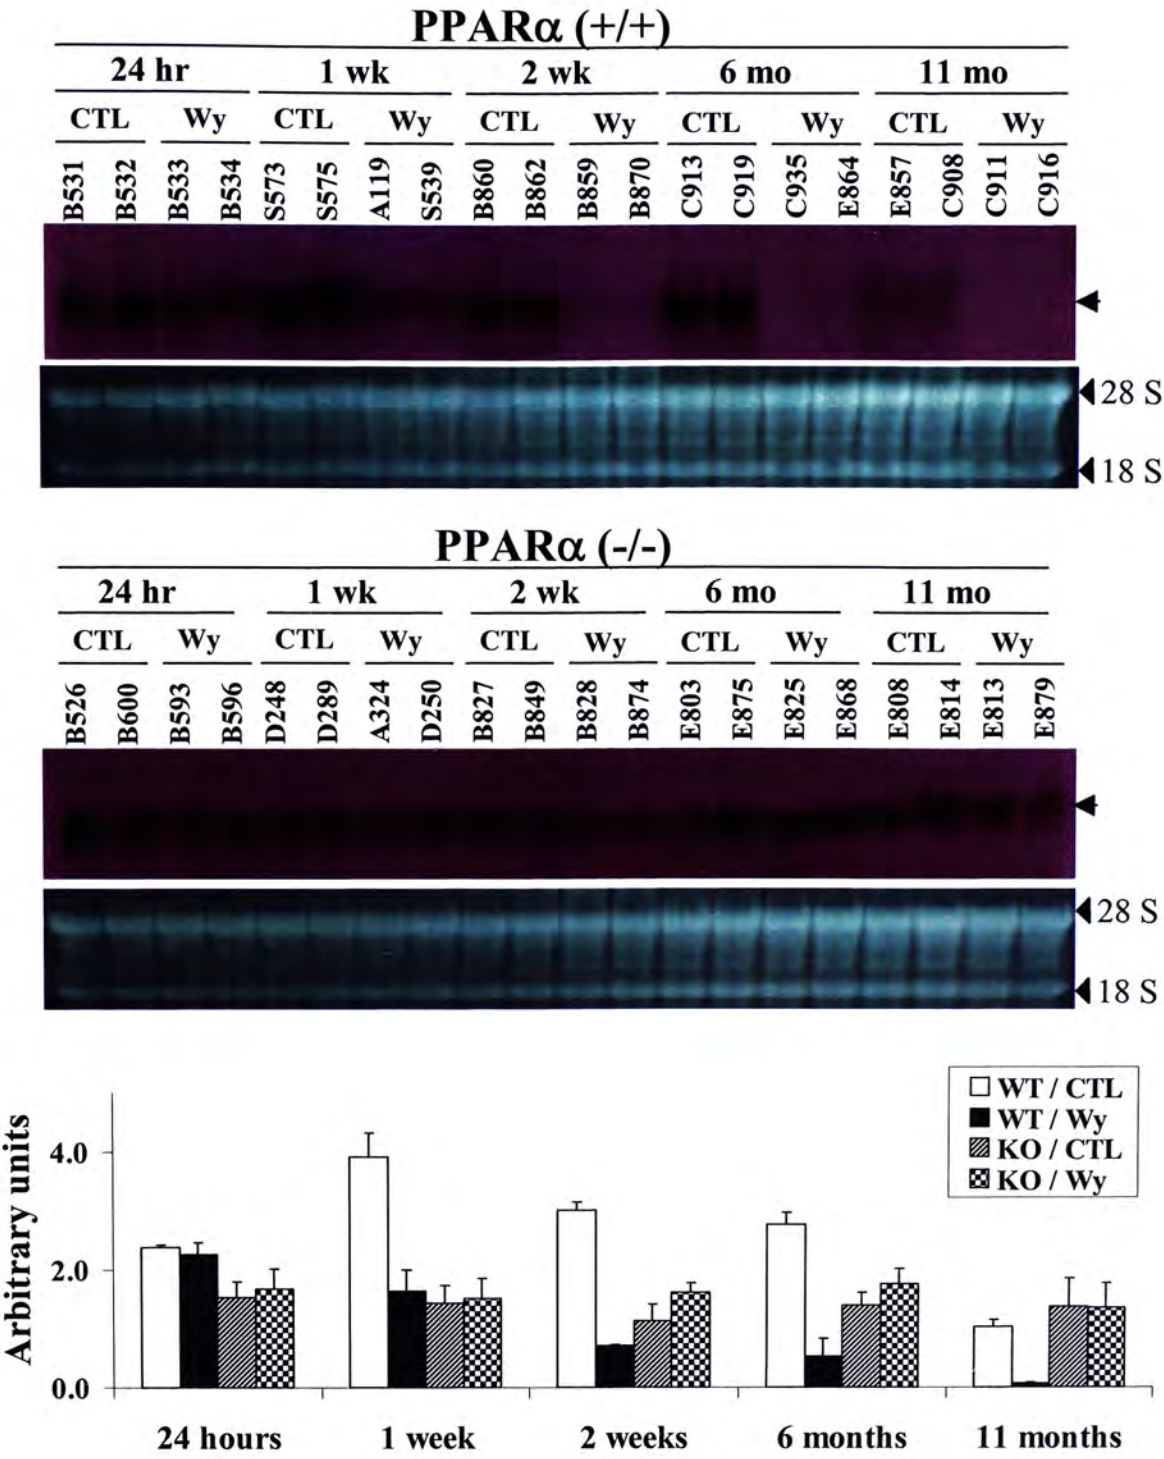 PPARα (+/+)
24 hr 1 wk 2 wk 6 mo 11 mo
CTL Wy CTL Wy CTL Wy CTL Wy CTL Wy
B531 B532 B533 B534 S573 S575 A119 S539 B860 B862 B859 B870 C913 C919 C935 E864 E857 C908 C911 C916
28 S
18 S
PPARα (-/-)
24 hr 1 wk 2 wk 6 mo 11 mo
CTL Wy CTL Wy CTL Wy CTL Wy CTL Wy
B526 B600 B593 B596 D248 D289 A324 D250 B827 B849 B828 B874 E803 E875 E825 E868 E808 E814 E813 E879
28 S
18 S
WT / CTL
WT / Wy
KO / CTL
KO / Wy
Arbitrary units
4.0
2.0
0.0
24 hours 1 week 2 weeks 6 months 11 months